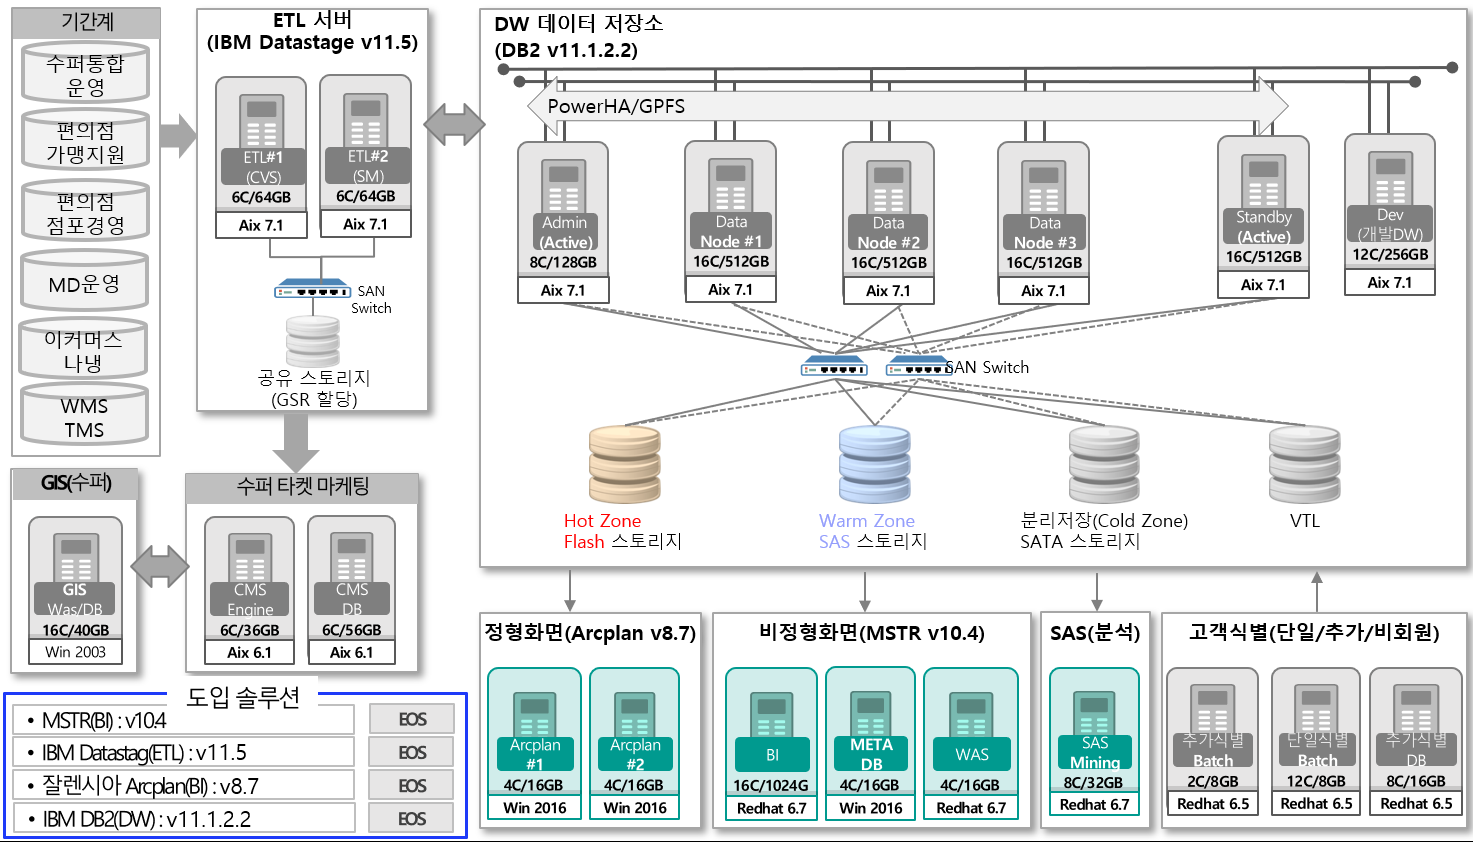 기간계
수퍼통합
운영
편의점
가맹지원
편의점
점포경영
MD운영
이커머스
나냉
WMS
TMS
ETL 서버
(IBM Datastage v11.5)
ETL#1
(CVS)
6C/64GB
Aix 7.1
ETL#2
(SM)
6C/64GB
Aix 7.1
SAN
Switch
공유 스토리지
(GSR 할당)
DW 데이터 저장소
(DB2 v11.1.2.2)
PowerHA/GPFS
Admin
(Active)
8C/128GB
Aix 7.1
Data
Node #1
16C/512GB
Aix 7.1
Data
Node #2
16C/512GB
Aix 7.1
Data
Node #3
16C/512GB
Aix 7.1
Standby
(Active)
16C/512GB
Aix 7.1
Dev
(개발DW)
12C/256GB
Aix 7.1
SAN Switch
Hot Zone
Flash 스토리지
Warm Zone
SAS 스토리지
분리저장(Cold Zone)
SATA 스토리지
VTL
GIS(수퍼)
GIS
Was/DB
16C/40GB
Win 2003
수퍼 타켓 마케팅
CMS
Engine
6C/36GB
Aix 6.1
CMS
DB
6C/56GB
Aix 6.1
도입 솔루션
• MSTR(BI) : v10.4
EOS
• IBM Datastag(ETL) : v11.5
EOS
• 잘렌시아 Arcplan(BI) : v8.7
EOS
• IBM DB2(DW) : v11.1.2.2
EOS
정형화면(Arcplan v8.7)
Arcplan
#1
4C/16GB
Win 2016
Arcplan
#2
4C/16GB
Win 2016
비정형화면(MSTR v10.4)
BI
16C/1024G
Redhat 6.7
META
DB
4C/16GB
Win 2016
WAS
4C/16GB
Redhat 6.7
SAS(분석)
SAS
Mining
8C/32GB
Redhat 6.7
고객식별(단일/추가/비회원)
추가식별
Batch
2C/8GB
Redhat 6.5
단일식별
Batch
12C/8GB
Redhat 6.5
추가식별
DB
8C/16GB
Redhat 6.5